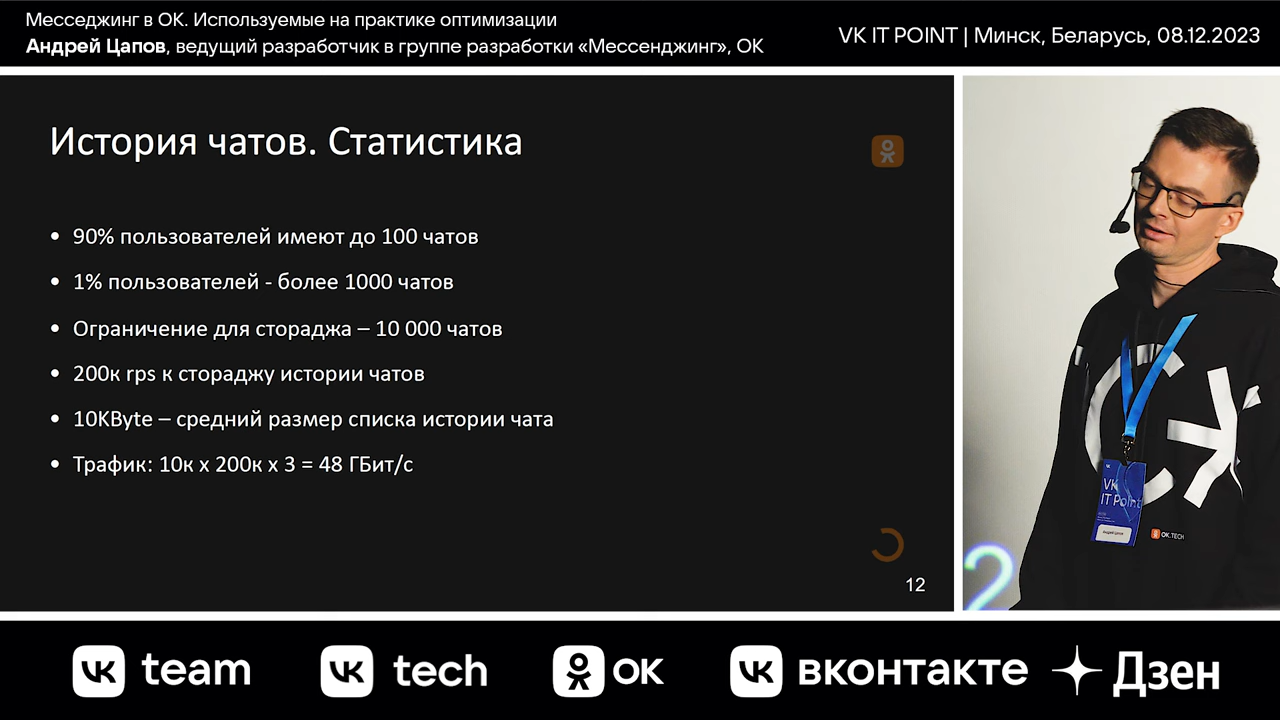 Месседжинг в ОК. Используемые на практике оптимизации
Андрей Цапов, ведущий разработчик в группе разработки «Мессенджинг», ОК
VK IT POINT | Минск, Беларусь, 08.12.2023
История чатов. Статистика
• 90% пользователей имеют до 100 чатов
• 1% пользователей - более 1000 чатов
• Ограничение для стораджа – 10 000 чатов
• 200к rps к стораджу истории чатов
• 10KByte – средний размер списка истории чата
• Трафик: 10к x 200к x 3 = 48 ГБит/с
12
VK
IT Point
OK.TECH
2
team
tech
ок
вконтакте
Дзен